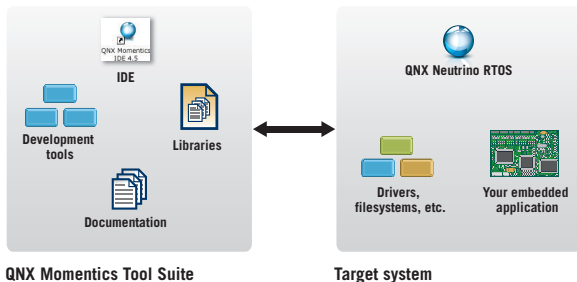 QNX Momentics
IDE 4.5
IDE
Development
tools
Libraries
Documentation
QNX Momentics Tool Suite
QNX Neutrino RTOS
Drivers,
filesystems, etc.
Your embedded
application
Target system